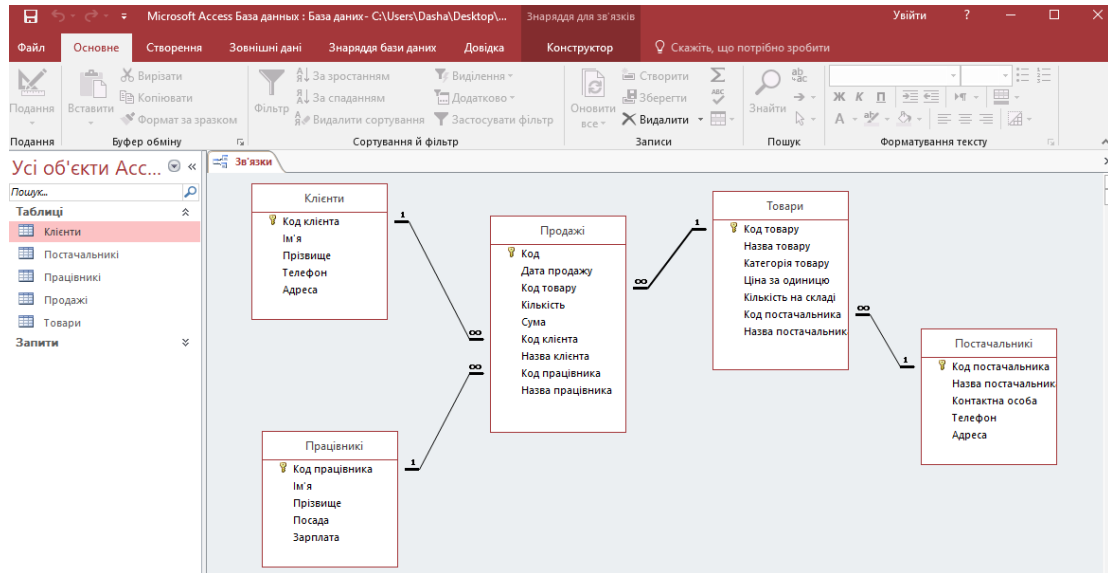 Microsoft Access База данных : База даних- C:\Users\Dasha\Desktop\...
Знаряддя для зв'язків
Увійти
?
Файл Основне Створення Зовнішні дані Знаряддя бази даних Довідка Конструктор Скажіть, що потрібно зробити
Подання
Вставити
Вирізати
Копіювати
Формат за зразком
Фільтр
За зростанням
За спаданням
Видалити сортування
Виділення
Додатково
Застосувати фільтр
Оновити все
Створити
Зберегти
Видалити
Знайти
Ж К П
Подання Буфер обміну Сортування й фільтр Записи Пошук Форматування тексту
Усі об'єкти Acc... «
Пошук...
Таблиці
Клієнти
Постачальникі
Працівникі
Продажі
Товари
Запити
Зв'язки
Клієнти
Код клієнта
Ім'я
Прізвище
Телефон
Адреса
1
∞
Продажі
Код
Дата продажу
Код товару
Кількість
Сума
Код клієнта
Назва клієнта
Код працівника
Назва працівника
1
∞
Товари
Код товару
Назва товару
Категорія товару
Ціна за одиницю
Кількість на складі
Код постачальника
Назва постачальник
∞
1
Постачальникі
Код постачальника
Назва постачальник
Контактна особа
Телефон
Адреса
Працівникі
Код працівника
Ім'я
Прізвище
Посада
Зарплата
1
∞